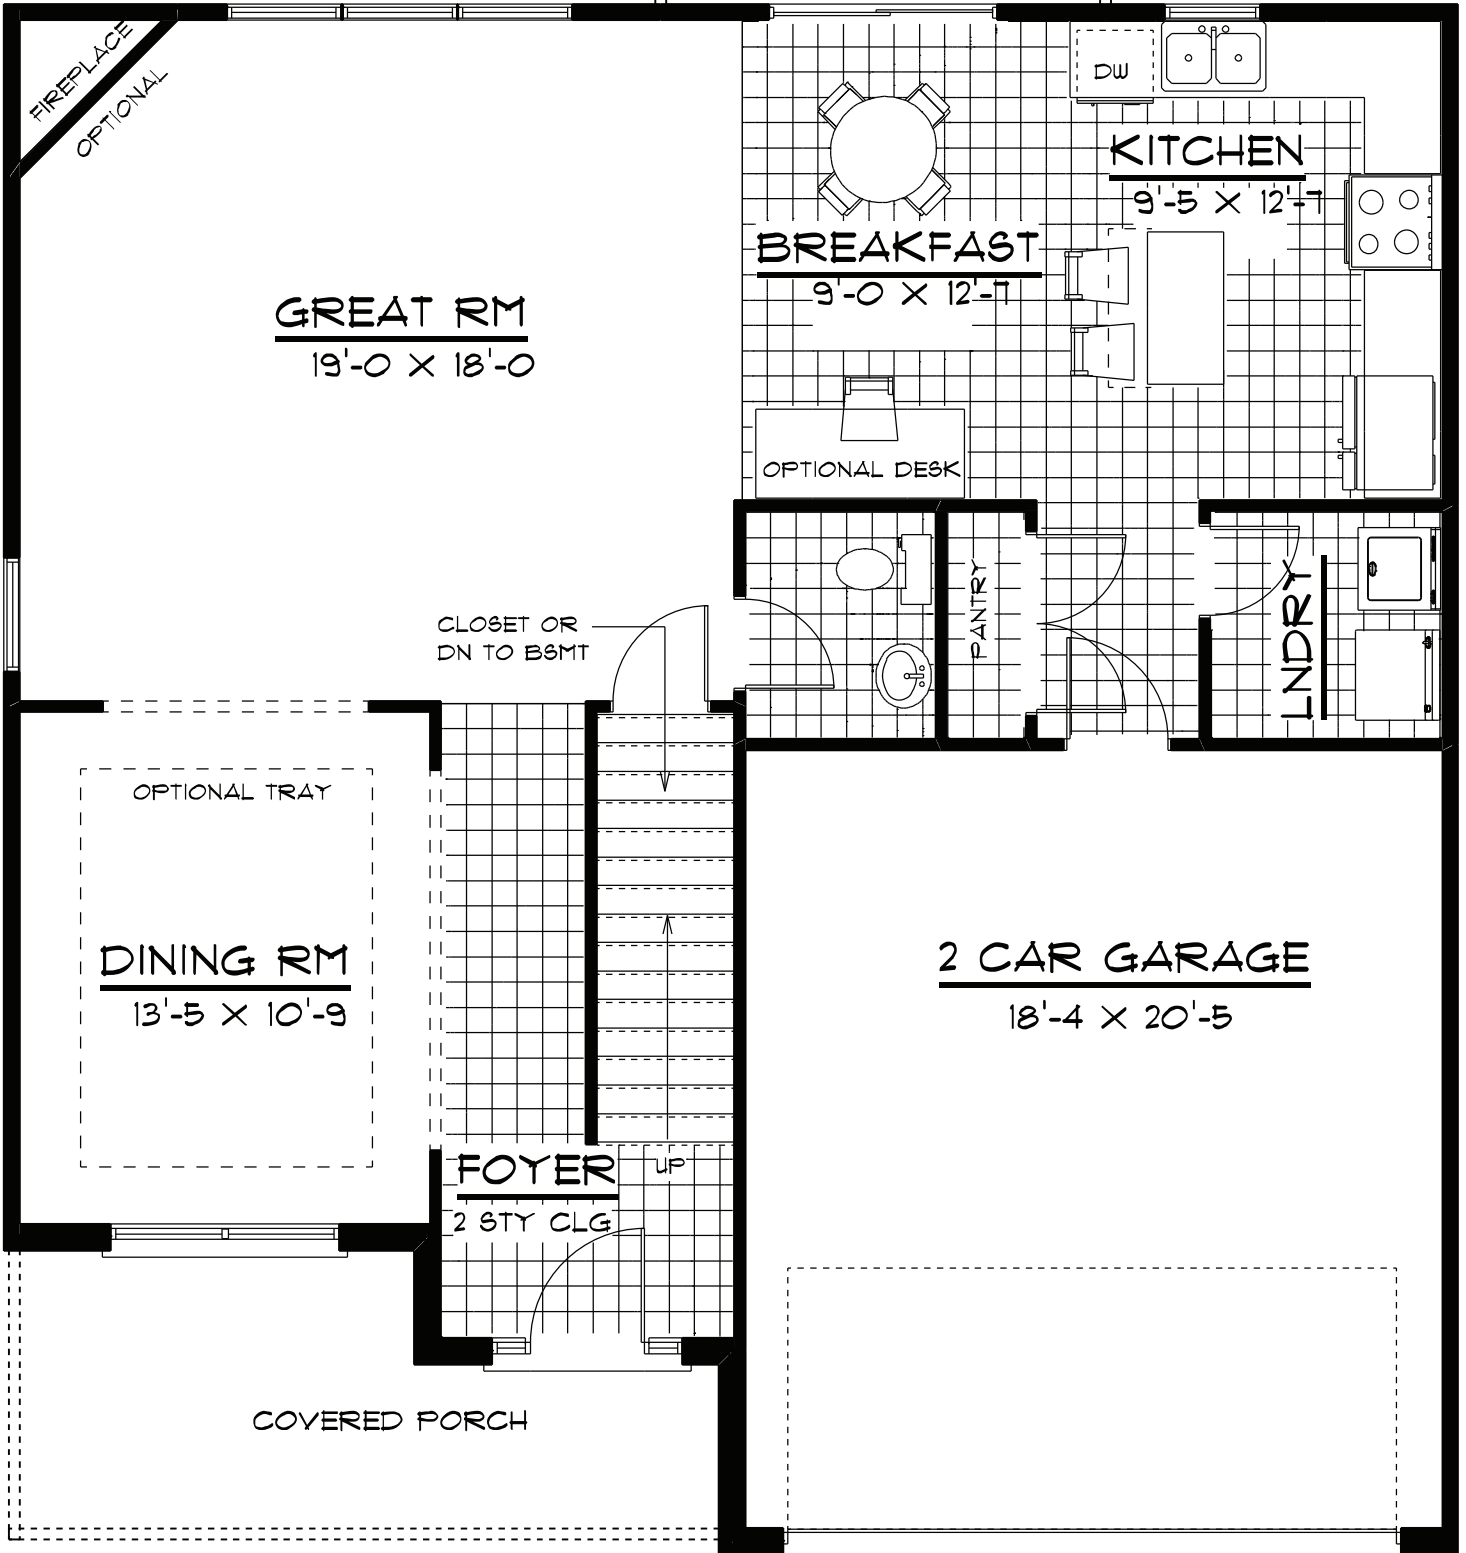 FIREPLACE
OPTIONAL
DW
KITCHEN
9'-5 X 12'-7
BREAKFAST
9'-0 X 12'-7
GREAT RM
19'-0 X 18'-0
OPTIONAL DESK
CLOSET OR
DN TO BSMT
PANTRY
LNDRY
OPTIONAL TRAY
DINING RM
13'-5 X 10'-9
2 CAR GARAGE
18'-4 X 20'-5
FOYER
UP
2 STY CLG
COVERED PORCH